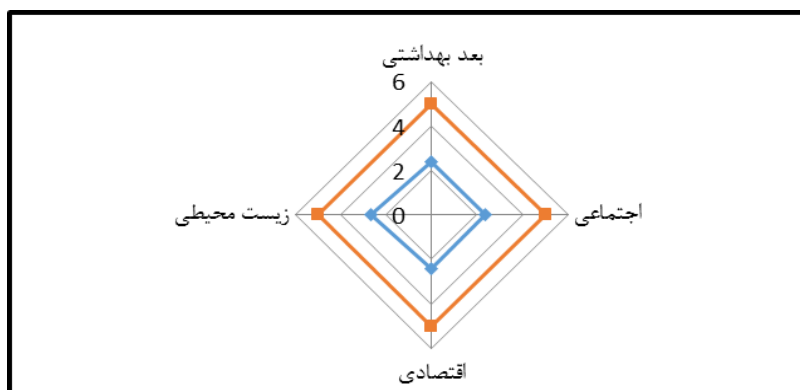 بعد بهداشتی
6
4
2
0
اجتماعی
زیست محیطی
اقتصادی